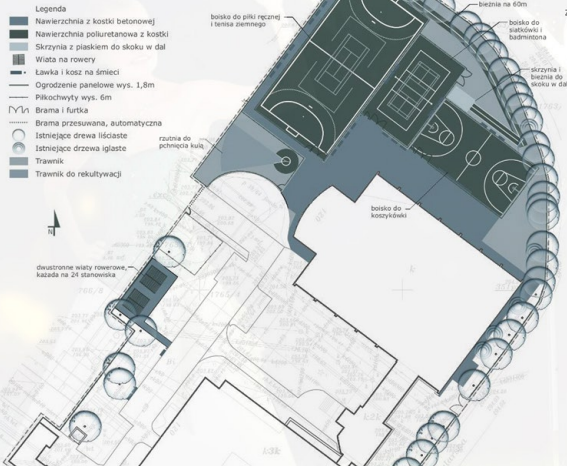 Legenda
Nawierzchnia z kostki betonowej
Nawierzchnia poliuretanowa z kostki
Skrzynia z piaskiem do skoku w dal
Wiata na rowery
Ławka i kosz na śmieci
Ogrodzenie panelowe wys. 1,8m
Piłkochwyty wys. 6m
Brama i furtka
Brama przesuwana, automatyczna
Istniejące drewa liściaste
Istniejące drzewa iglaste
Trawnik
Trawnik do rekultywacji
N
boisko do piłki ręcznej
i tenisa ziemnego
bieżnia na 60m
boisko do
siatkówki i
badmintona
skrzynia i
bieżnia do
skoku w dal
rzutnia do
pchnięcia kulą
boisko do
koszykówki
dwustronne wiaty rowerowe,
każada na 24 stanowiska